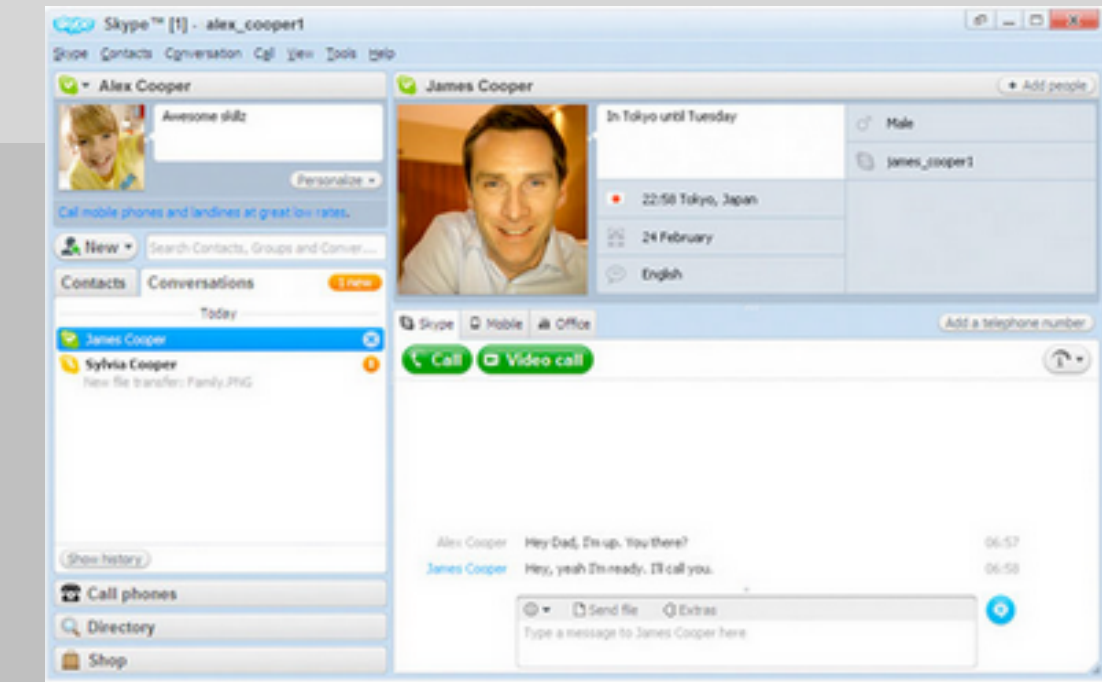 Skype™ [1] - alex_cooper1
Skype Contacts Conversation Call View Tools Help
Alex Cooper
Awesome skillz
Personalize
Call mobile phones and landlines at great low rates.
New
Search Contacts, Groups and Conver....
Contacts
Conversations
1 new
Today
James Cooper
Sylvia Cooper
New file transfer: Family.PNG
Show history
Call phones
Directory
Shop
James Cooper
Add people
In Tokyo until Tuesday
22:58 Tokyo, Japan
24 February
English
Male
james_cooper1
Skype
Mobile
Office
Add a telephone number
Call
Video call
Alex Cooper Hey Dad, I'm up. You there? 06:57
James Cooper Hey, yeah I'm ready. I'll call you. 06:58
Send file
Extras
Type a message to James Cooper here